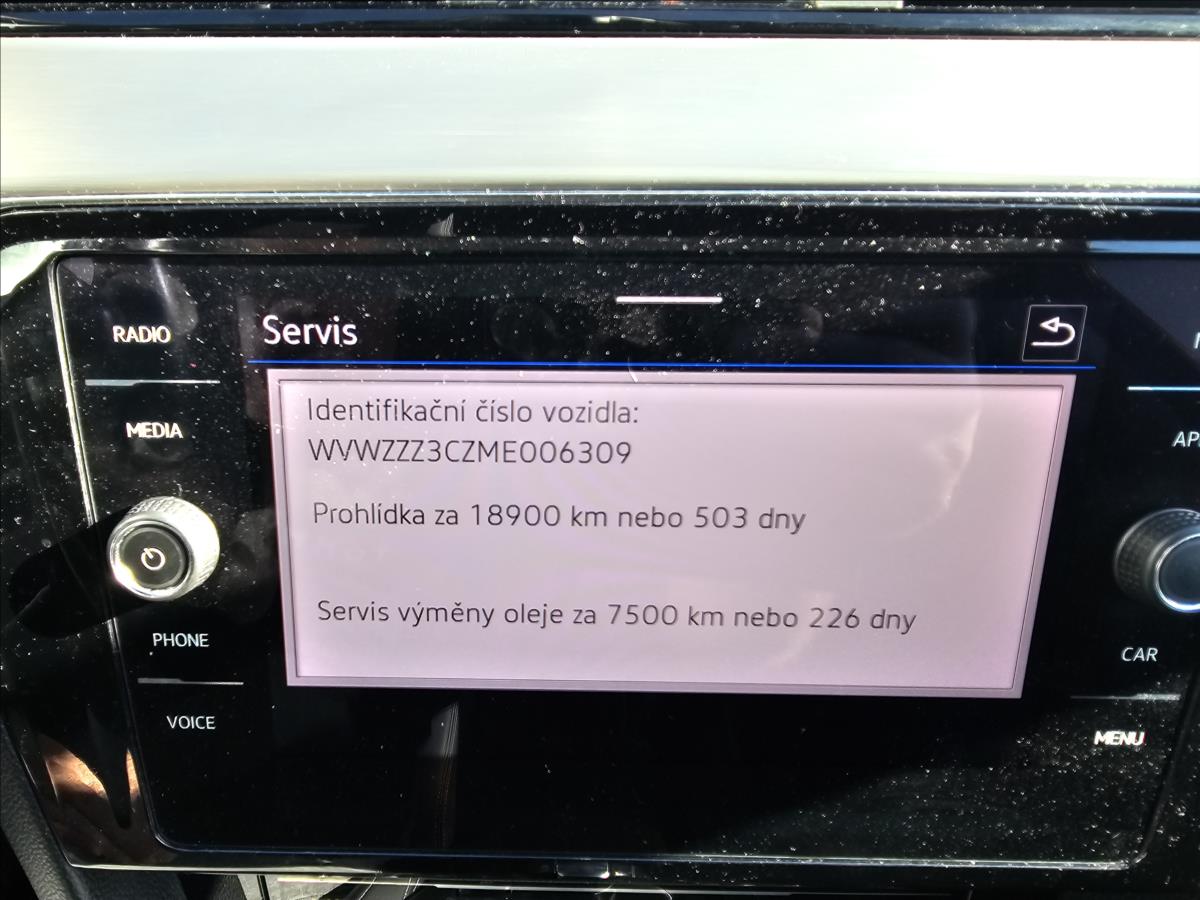 RADIO
MEDIA
PHONE
VOICE
Servis
Identifikační číslo vozidla:
WVWZZZ3CZME006309
Prohlídka za 18900 km nebo 503 dny
Servis výměny oleje za 7500 km nebo 226 dny
CAR
MENU